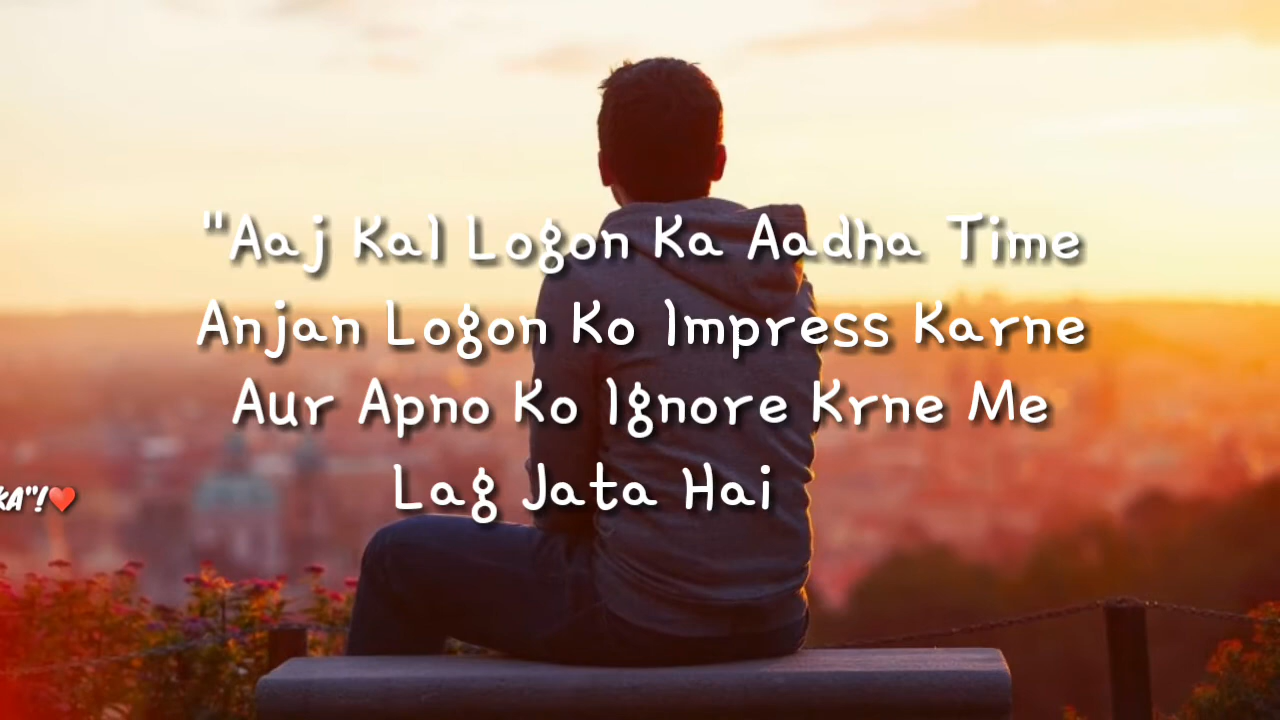 "Aaj Kal Logon Ka Aadha Time
Anjan Logon Ko Impress Karne
Aur Apno Ko Ignore Krne Me
Lag Jata Hai
KA"!❤️